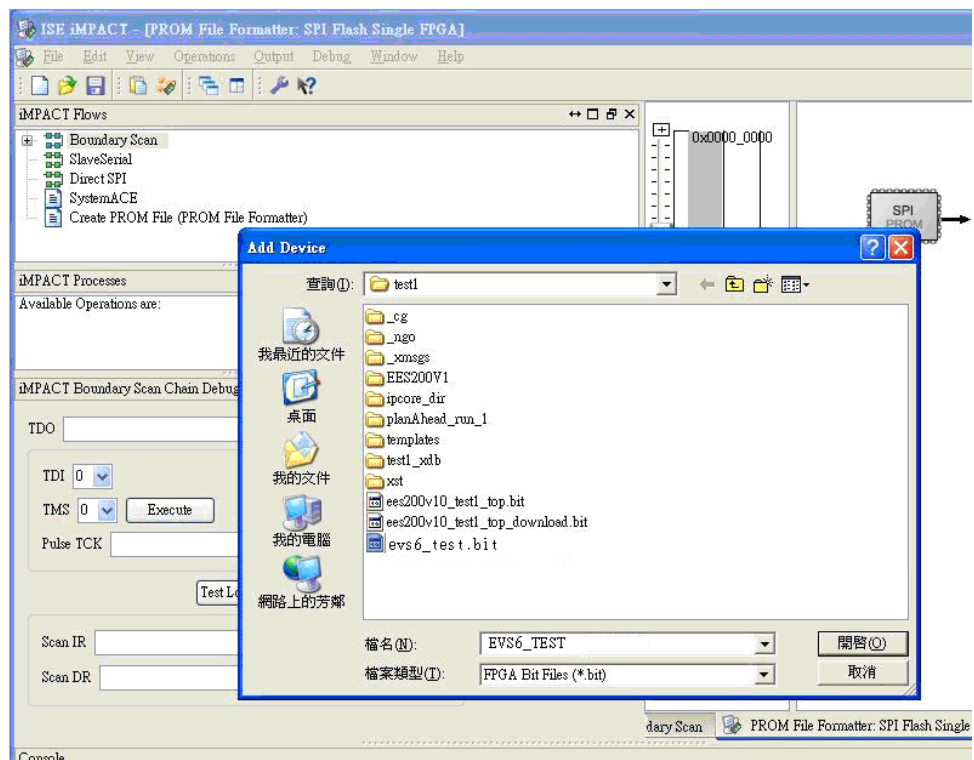 ISE iMPACT - [PROM File Formatter: SPI Flash Single FPGA]
File Edit View Operations Output Debug Window Help
iMPACT Flows
Boundary Scan
SlaveSerial
Direct SPI
SystemACE
Create PROM File (PROM File Formatter)
0x0000_0000
SPI
PROM
iMPACT Processes
Available Operations are:
iMPACT Boundary Scan Chain Debug
TDO
TDI 0
TMS 0 Execute
Pulse TCK
Test Lo
Scan IR
Scan DR
Add Device
查詢(I): test1
我最近的文件
桌面
我的文件
我的電腦
網路上的芳鄰
_cg
_ngo
_xmsgs
EES200V1
ipcore_dir
planAhead_run_1
templates
test1_xdb
xst
ees200v10_test1_top.bit
ees200v10_test1_top_download.bit
evs6_test.bit
檔名(N): EVS6_TEST 開啓(O)
檔案類型(T): FPGA Bit Files (*.bit) 取消
dary Scan PROM File Formatter: SPI Flash Single
Console